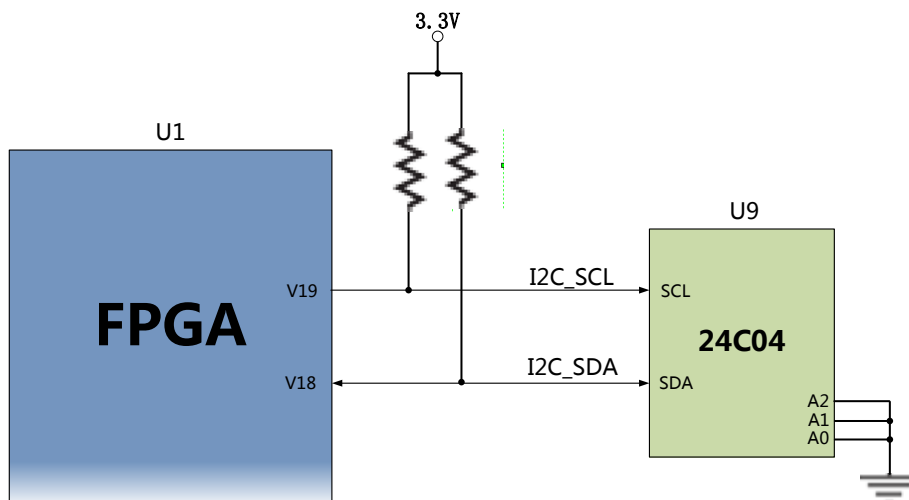 3.3V
U1
U9
V19
I2C_SCL
SCL
FPGA
24C04
V18
I2C_SDA
SDA
A2
A1
A0